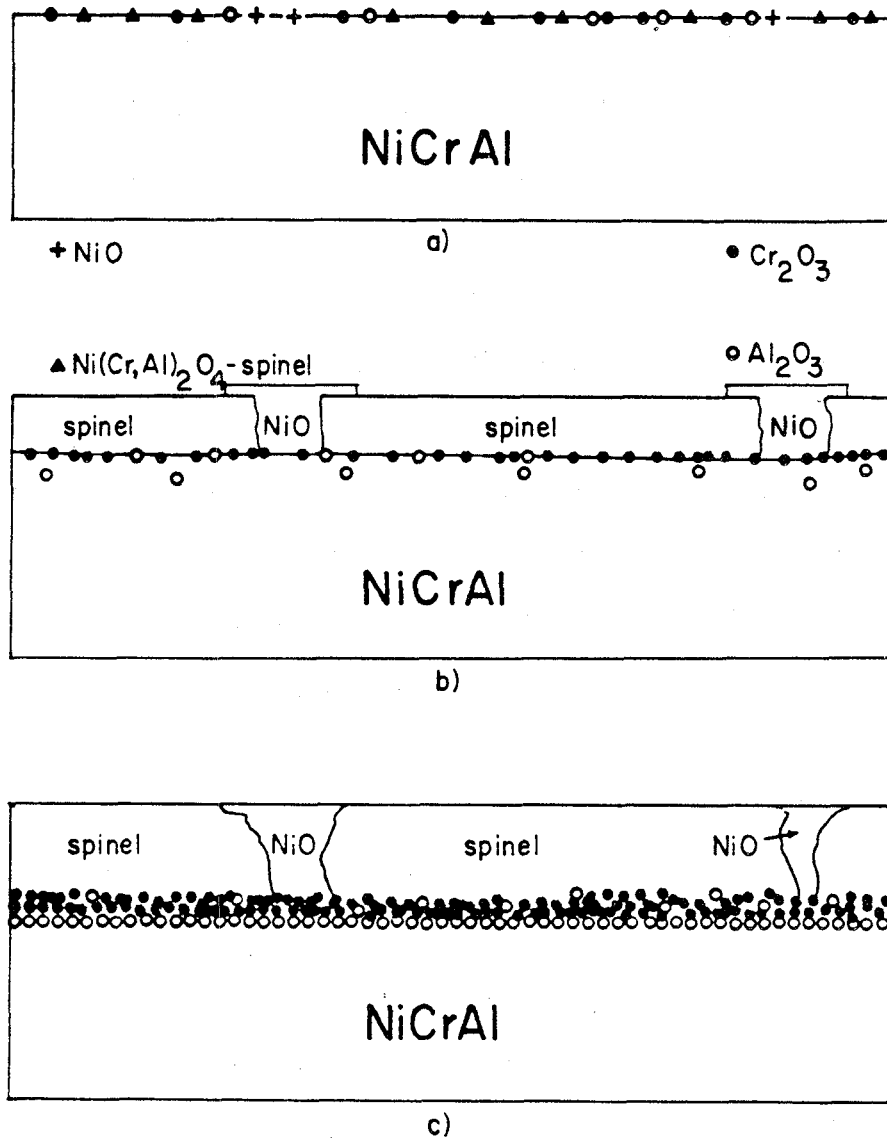 NiCrAl
a)
+ NiO
● Cr2O3
▲ Ni(Cr,Al)2O4-spinel
○ Al2O3
spinel
NiO
spinel
NiO
NiCrAl
b)
spinel
NiO
spinel
NiO
NiCrAl
c)